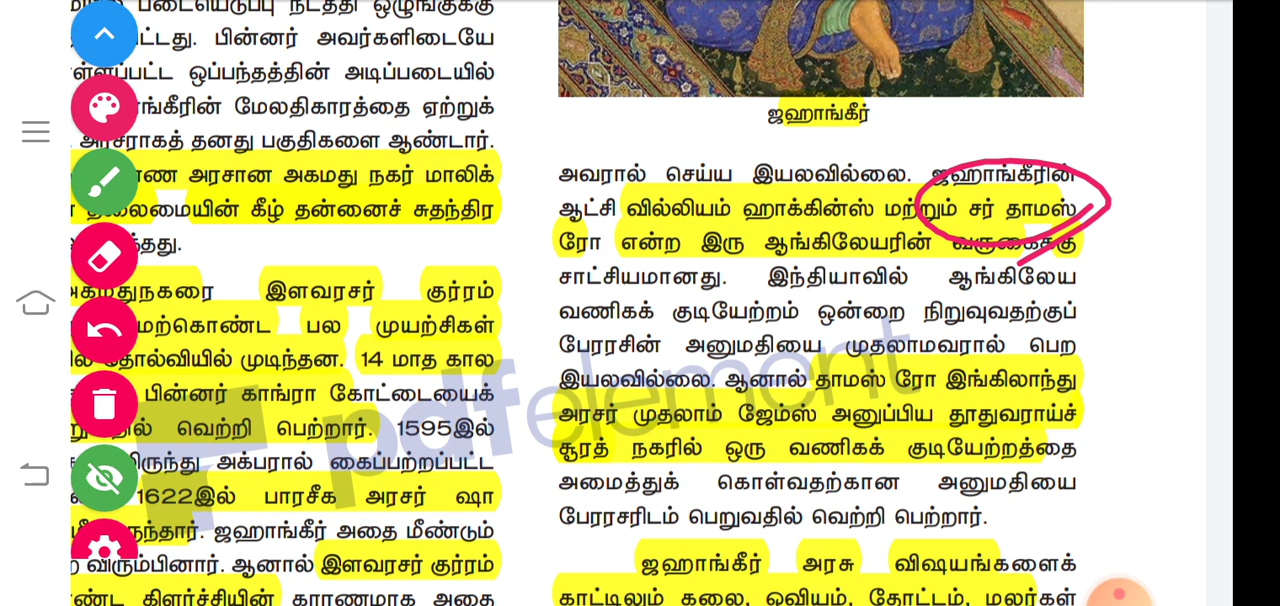 படையெடுப்பு நடத்தி ஒழுங்குக்கு
பின்னர் அவர்களிடையே
ஒப்பந்தத்தின் அடிப்படையில்
மேலதிகாரத்தை ஏற்றுக்
தனது பகுதிகளை ஆண்டார்.
அரசான அகமது நகர் மாலிக்
கீழ் தன்னைச் சுதந்திர
இளவரசர் குர்ரம்
பல முயற்சிகள்
தோல்வியில் முடிந்தன. 14 மாத கால
பின்னர் காங்ரா கோட்டையைக்
வெற்றி பெற்றார். 1595இல்
அக்பரால் கைப்பற்றப்பட்ட
1622இல் பாரசீக அரசர் ஷா
ஜஹாங்கீர் அதை மீண்டும்
விரும்பினார். ஆனால் இளவரசர் குர்ரம்
கிளர்ச்சியின் காரணமாக அதை
ஜஹாங்கீர்
அவரால் செய்ய இயலவில்லை. ஜஹாங்கீரின்
ஆட்சி வில்லியம் ஹாக்கின்ஸ் மற்றும் சர் தாமஸ்
ரோ என்ற இரு ஆங்கிலேயரின் வருகைக்கு
சாட்சியமானது. இந்தியாவில் ஆங்கிலேய
வணிகக் குடியேற்றம் ஒன்றை நிறுவுவதற்குப்
பேரரசின் அனுமதியை முதலாமவரால் பெற
இயலவில்லை. ஆனால் தாமஸ் ரோ இங்கிலாந்து
அரசர் முதலாம் ஜேம்ஸ் அனுப்பிய தூதுவராய்ச்
சூரத் நகரில் ஒரு வணிகக் குடியேற்றத்தை
அமைத்துக் கொள்வதற்கான அனுமதியை
பேரரசரிடம் பெறுவதில் வெற்றி பெற்றார்.
ஜஹாங்கீர் அரசு விஷயங்களைக்
காட்டிலும் கலை, ஓவியம், தோட்டம், மலர்கள்
pdfelement